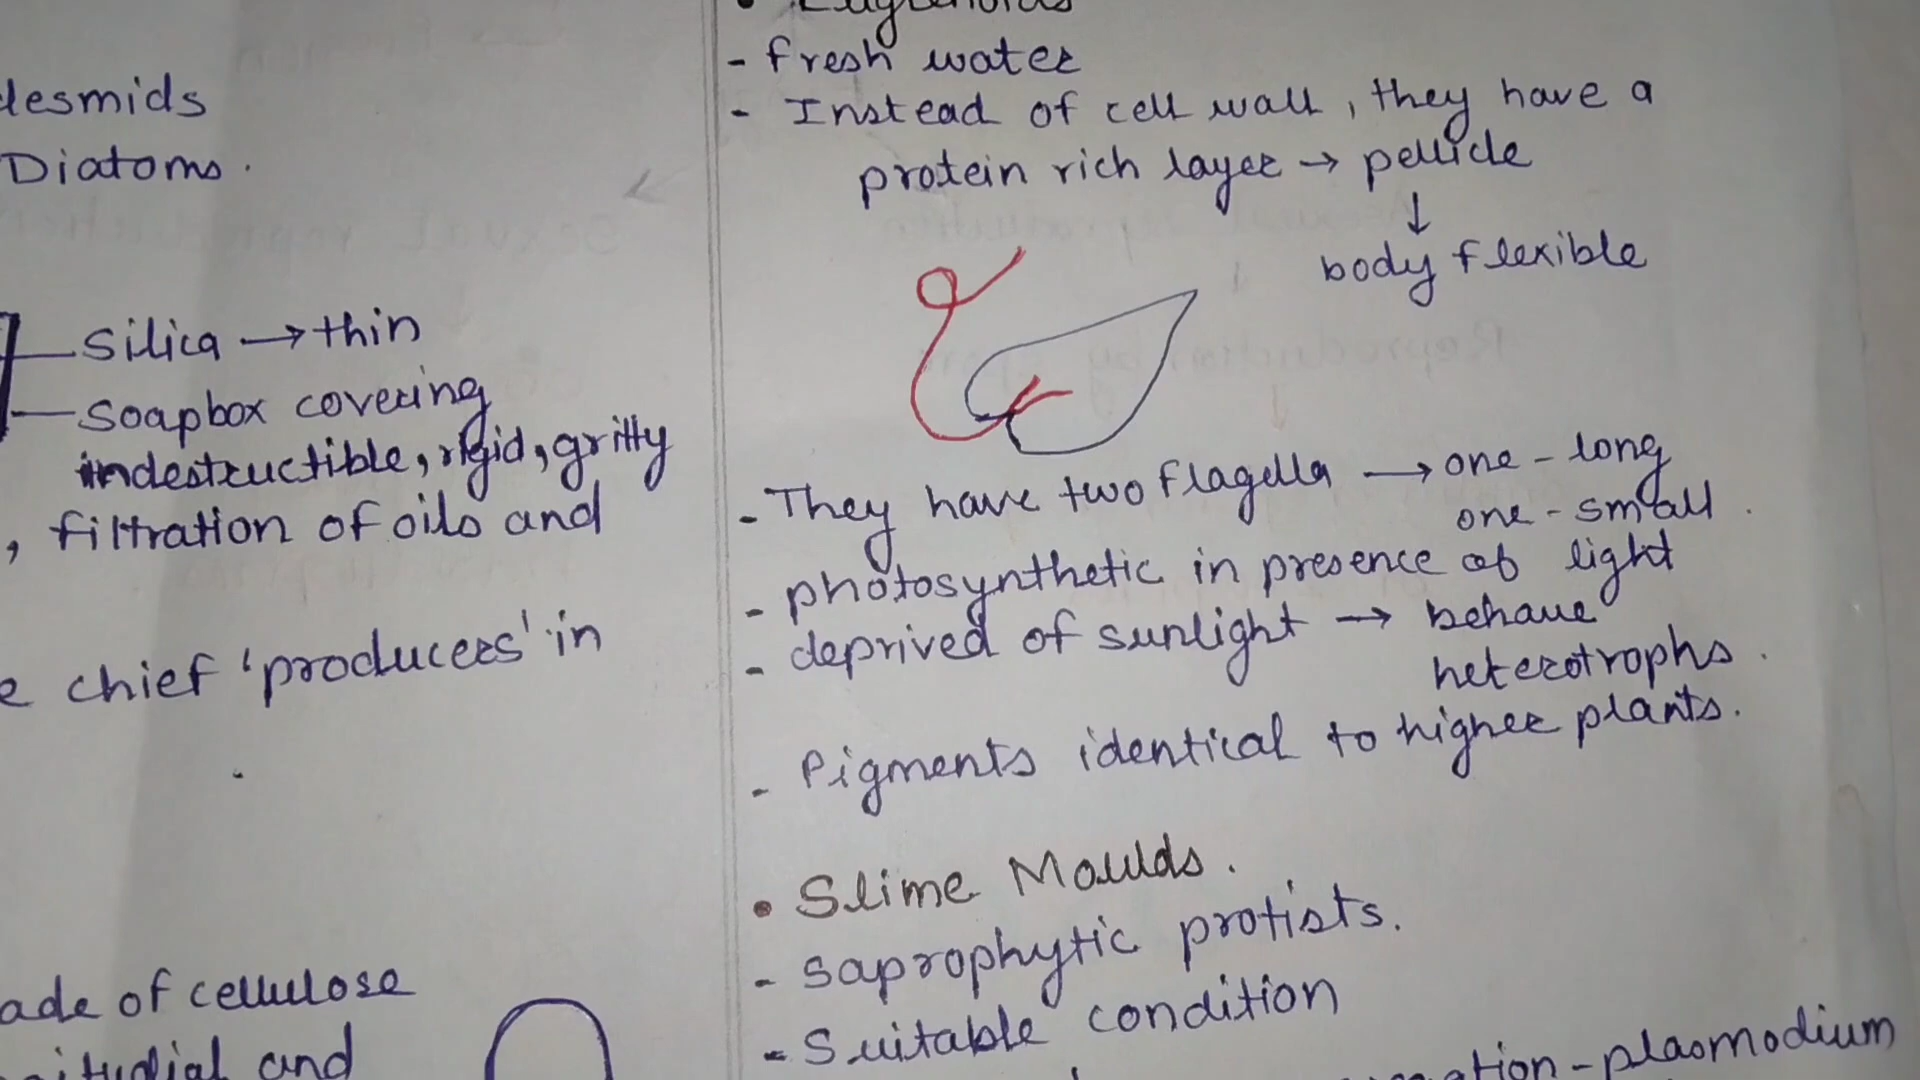 desmids
Diatoms.
Silica → thin
Soapbox covering
indestructible, rigid, gritty
, filtration of oils and
e chief 'producers' in
ade of cellulose
and
Euglenoids
- fresh water
- Instead of cell wall, they have a
protein rich layer → pellicle
↓
body flexible
- They have two flagella → one - long
one - small.
- photosynthetic in presence of light
- deprived of sunlight → behave
heterotrophs.
- Pigments identical to higher plants.
• Slime Moulds.
- saprophytic protists.
- Suitable condition
ation - plasmodium